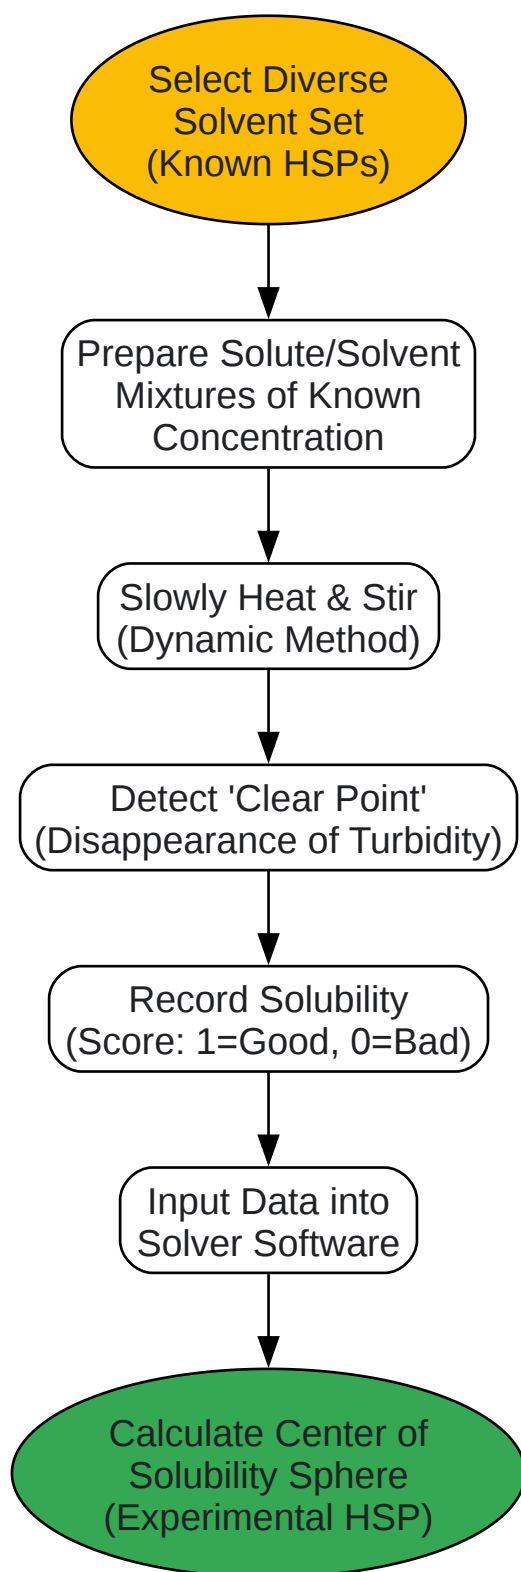 Select Diverse
Solvent Set
(Known HSPs)
Prepare Solute/Solvent
Mixtures of Known
Concentration
Slowly Heat & Stir
(Dynamic Method)
Detect 'Clear Point'
(Disappearance of Turbidity)
Record Solubility
(Score: 1=Good, 0=Bad)
Input Data into
Solver Software
Calculate Center of
Solubility Sphere
(Experimental HSP)